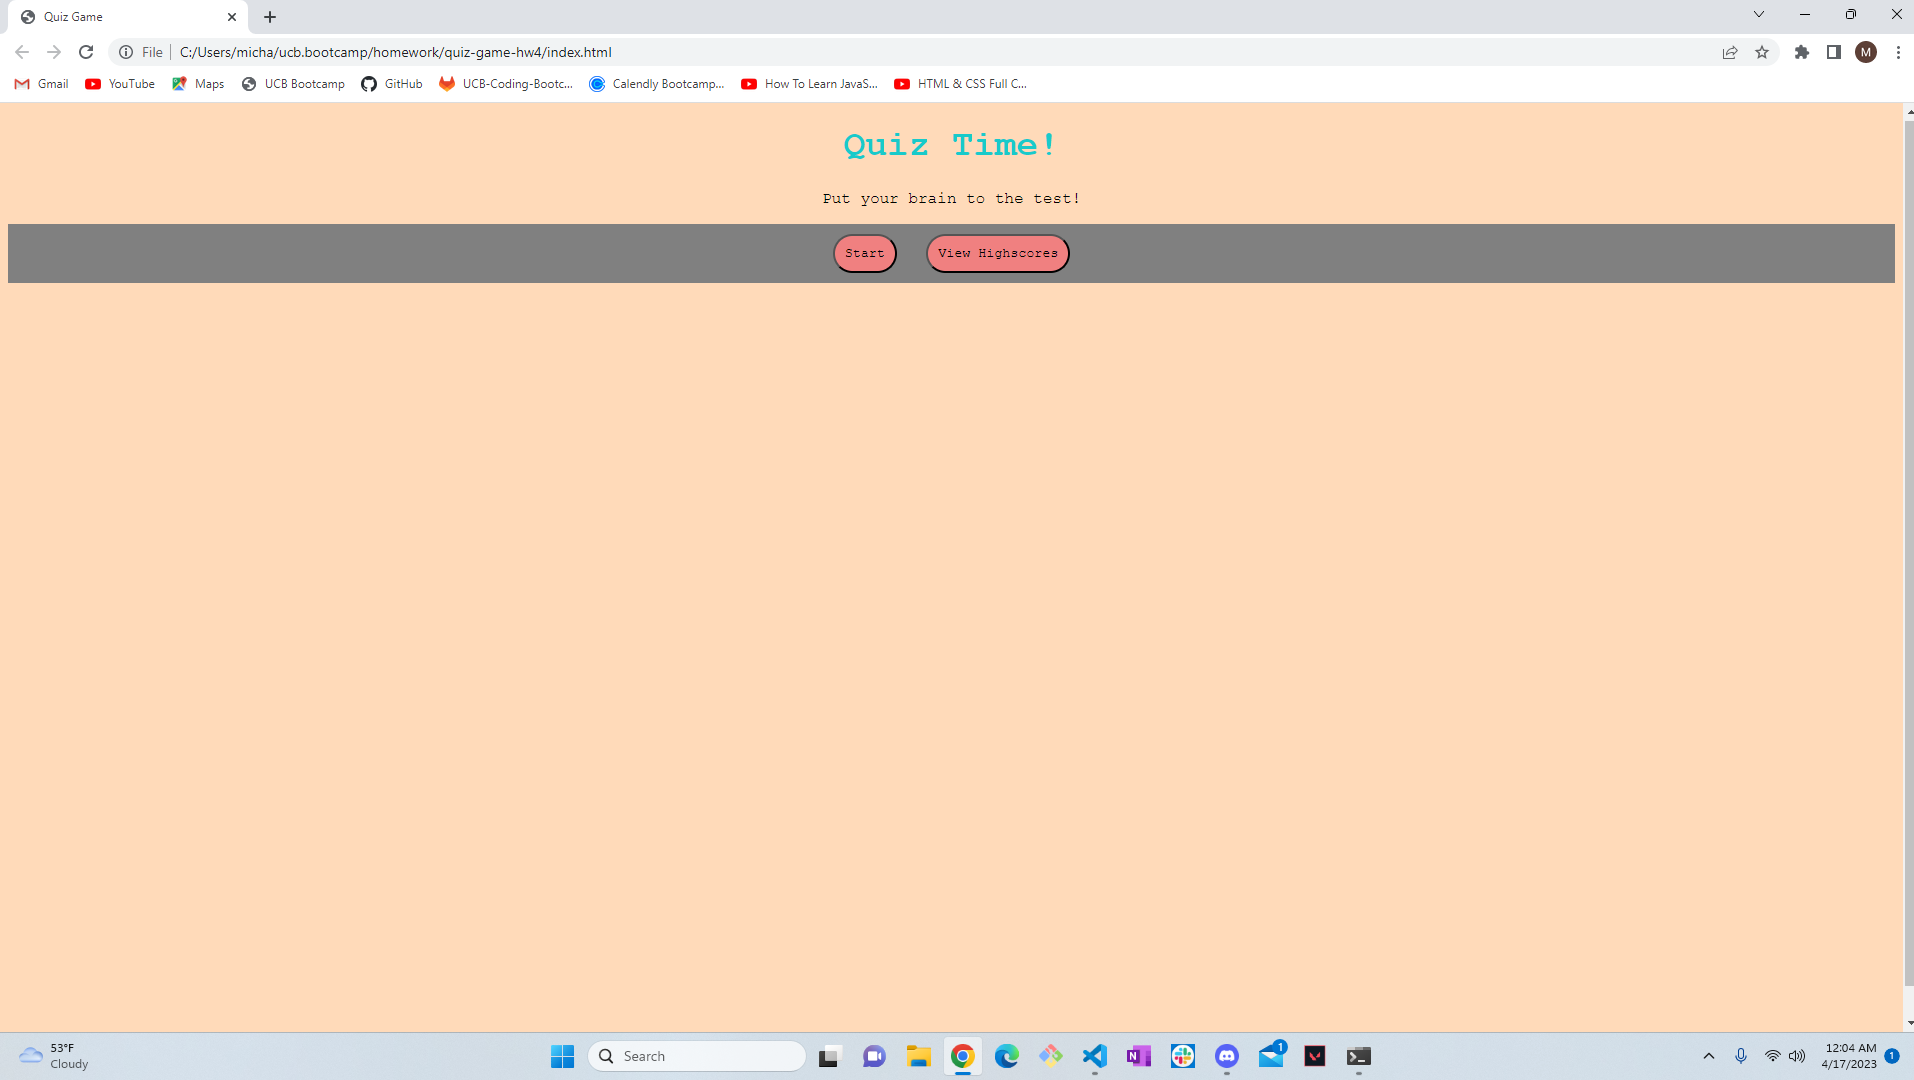 Quiz Game
File
C:/Users/micha/ucb.bootcamp/homework/quiz-game-hw4/index.html
M
Gmail
YouTube
Maps
UCB Bootcamp
GitHub
UCB-Coding-Bootc...
Calendly Bootcamp...
How To Learn JavaS...
HTML & CSS Full C...
Quiz Time!
Put your brain to the test!
Start
View Highscores
53°F
Cloudy
Search
N
1
12:04 AM
4/17/2023
1